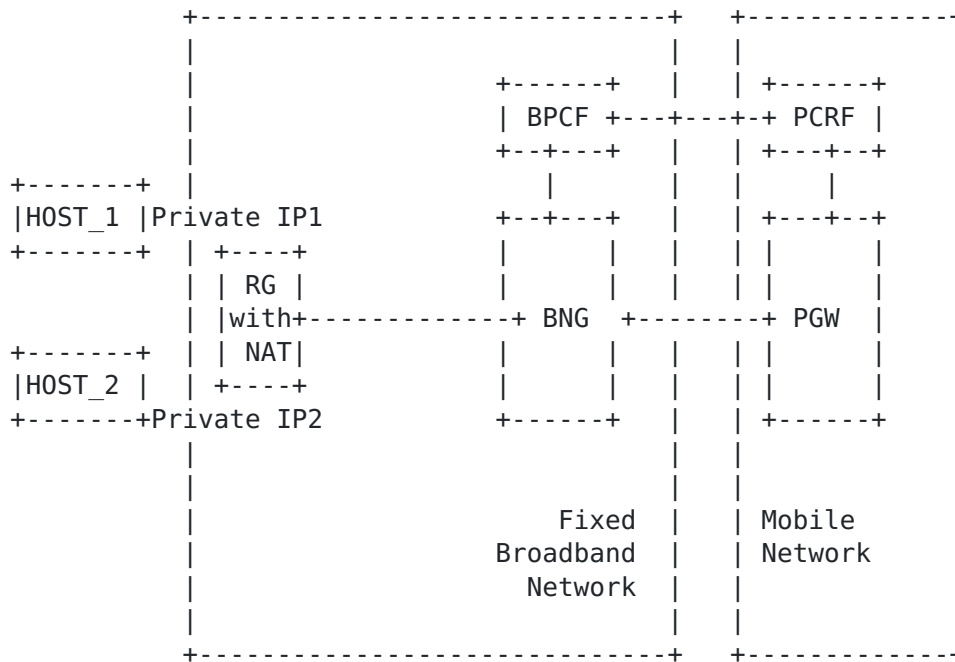 BPCF PCRF
HOST_1 Private IP1
RG
with BNG PGW
NAT
HOST_2
Private IP2
Fixed Mobile
Broadband Network
Network